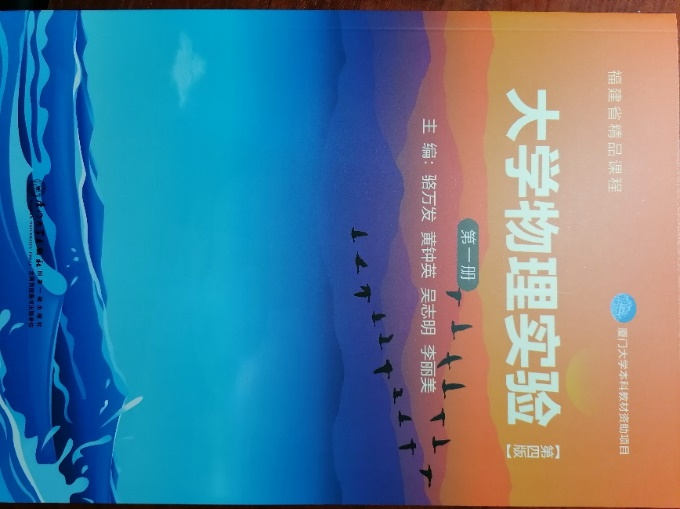 福建省精品课程
厦门大学本科教材资助项目
大学物理实验
【第四版】
第一册
主 编：骆万发 黄钟英 吴志明 李丽美